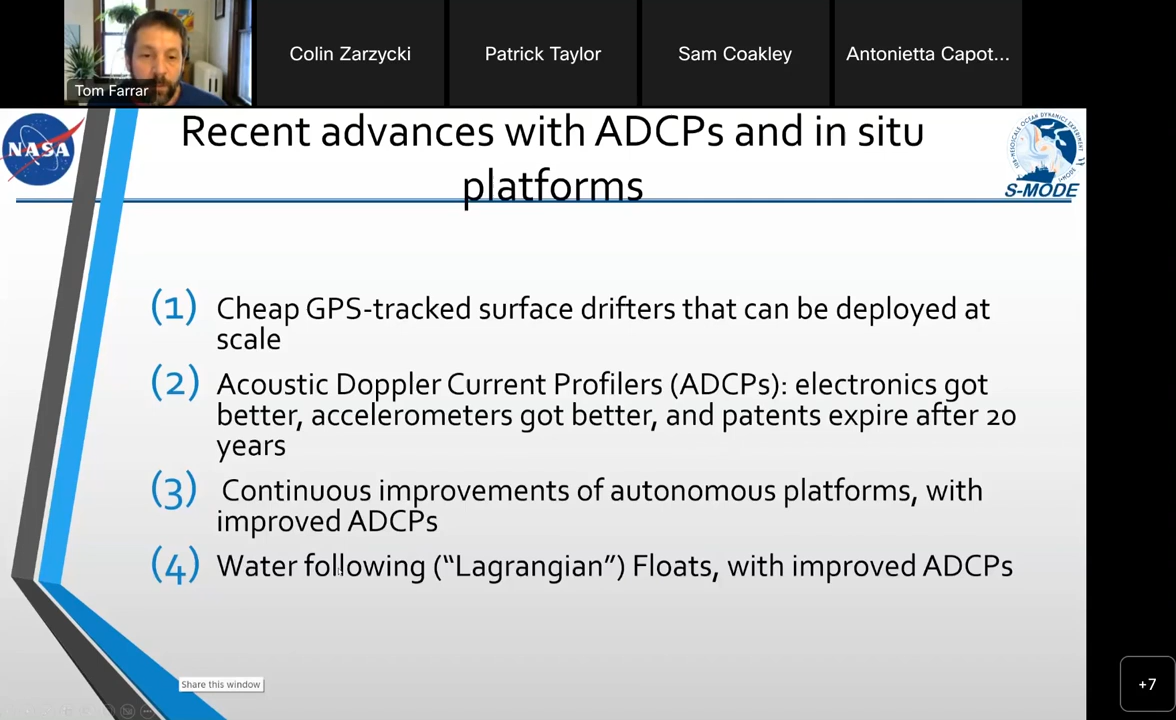 Colin Zarzycki
Patrick Taylor
Sam Coakley
Antonietta Capot...
Tom Farrar
NASA
Recent advances with ADCPs and in situ
platforms
S-MODE
(1) Cheap GPS-tracked surface drifters that can be deployed at
scale
(2) Acoustic Doppler Current Profilers (ADCPs): electronics got
better, accelerometers got better, and patents expire after 20
years
(3) Continuous improvements of autonomous platforms, with
improved ADCPs
(4) Water following (“Lagrangian”) Floats, with improved ADCPs
Share this window
+7